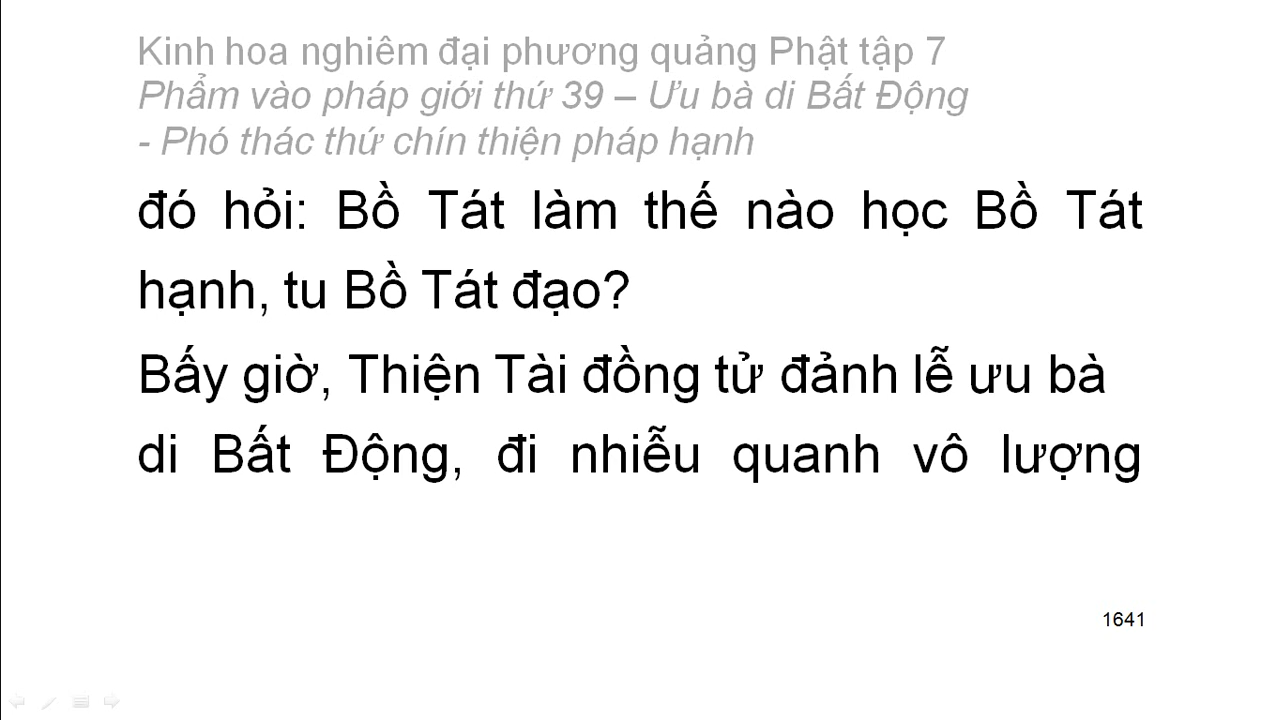 Kinh hoa nghiêm đại phương quảng Phật tập 7
Phẩm vào pháp giới thứ 39 – Ưu bà di Bất Động
- Phó thác thứ chín thiện pháp hạnh
đó hỏi: Bồ Tát làm thế nào học Bồ Tát
hạnh, tu Bồ Tát đạo?
Bấy giờ, Thiện Tài đồng tử đảnh lễ ưu bà
di Bất Động, đi nhiễu quanh vô lượng
1641